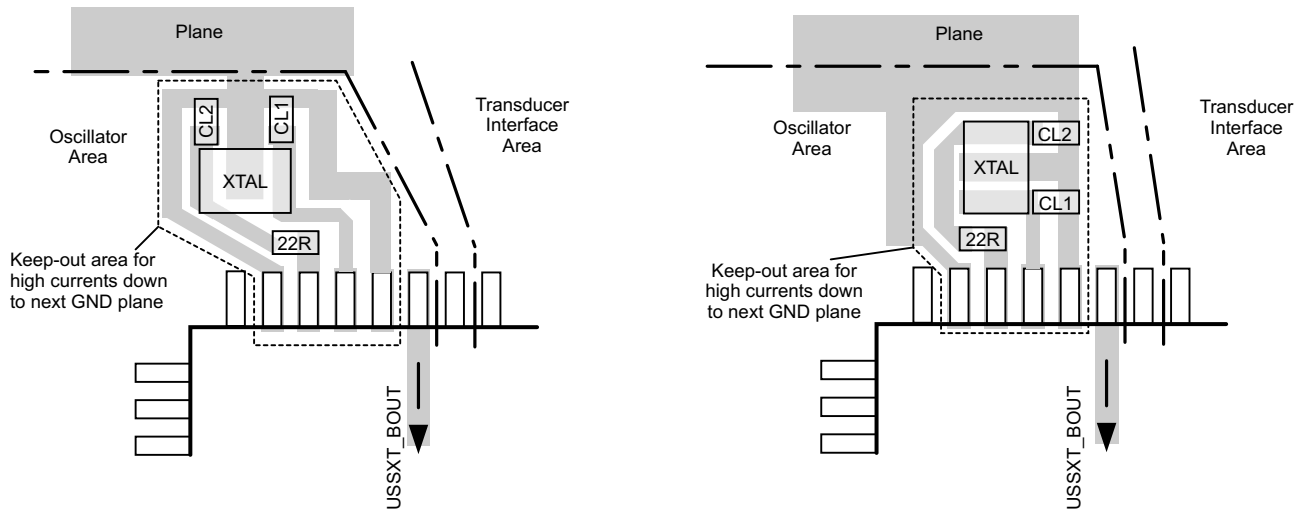 Plane
Oscillator
Area
CL2
CL1
Transducer
Interface
Area
XTAL
22R
Keep-out area for
high currents down
to next GND plane
USSXT_BOUT
Plane
Oscillator
Area
CL2
Transducer
Interface
Area
XTAL
CL1
22R
Keep-out area for
high currents down
to next GND plane
USSXT_BOUT